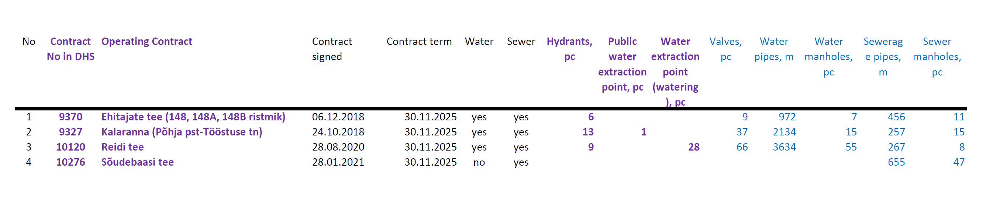 No Contract Operating Contract Contract Contract term Water Sewer Hydrants, Public Water Valves, Water Water Sewerag Sewer
No in DHS signed pc water extraction pc pipes, m manholes, e pipes, manholes,
extraction point pc m pc
point, pc (watering
), pc
1 9370 Ehitajate tee (148, 148A, 148B ristmik) 06.12.2018 30.11.2025 yes yes 6 9 972 7 456 11
2 9327 Kalaranna (Põhja pst-Tööstuse tn) 24.10.2018 30.11.2025 yes yes 13 1 37 2134 15 257 15
3 10120 Reidi tee 28.08.2020 30.11.2025 yes yes 9 28 66 3634 55 267 8
4 10276 Sõudebaasi tee 28.01.2021 30.11.2025 no yes 655 47